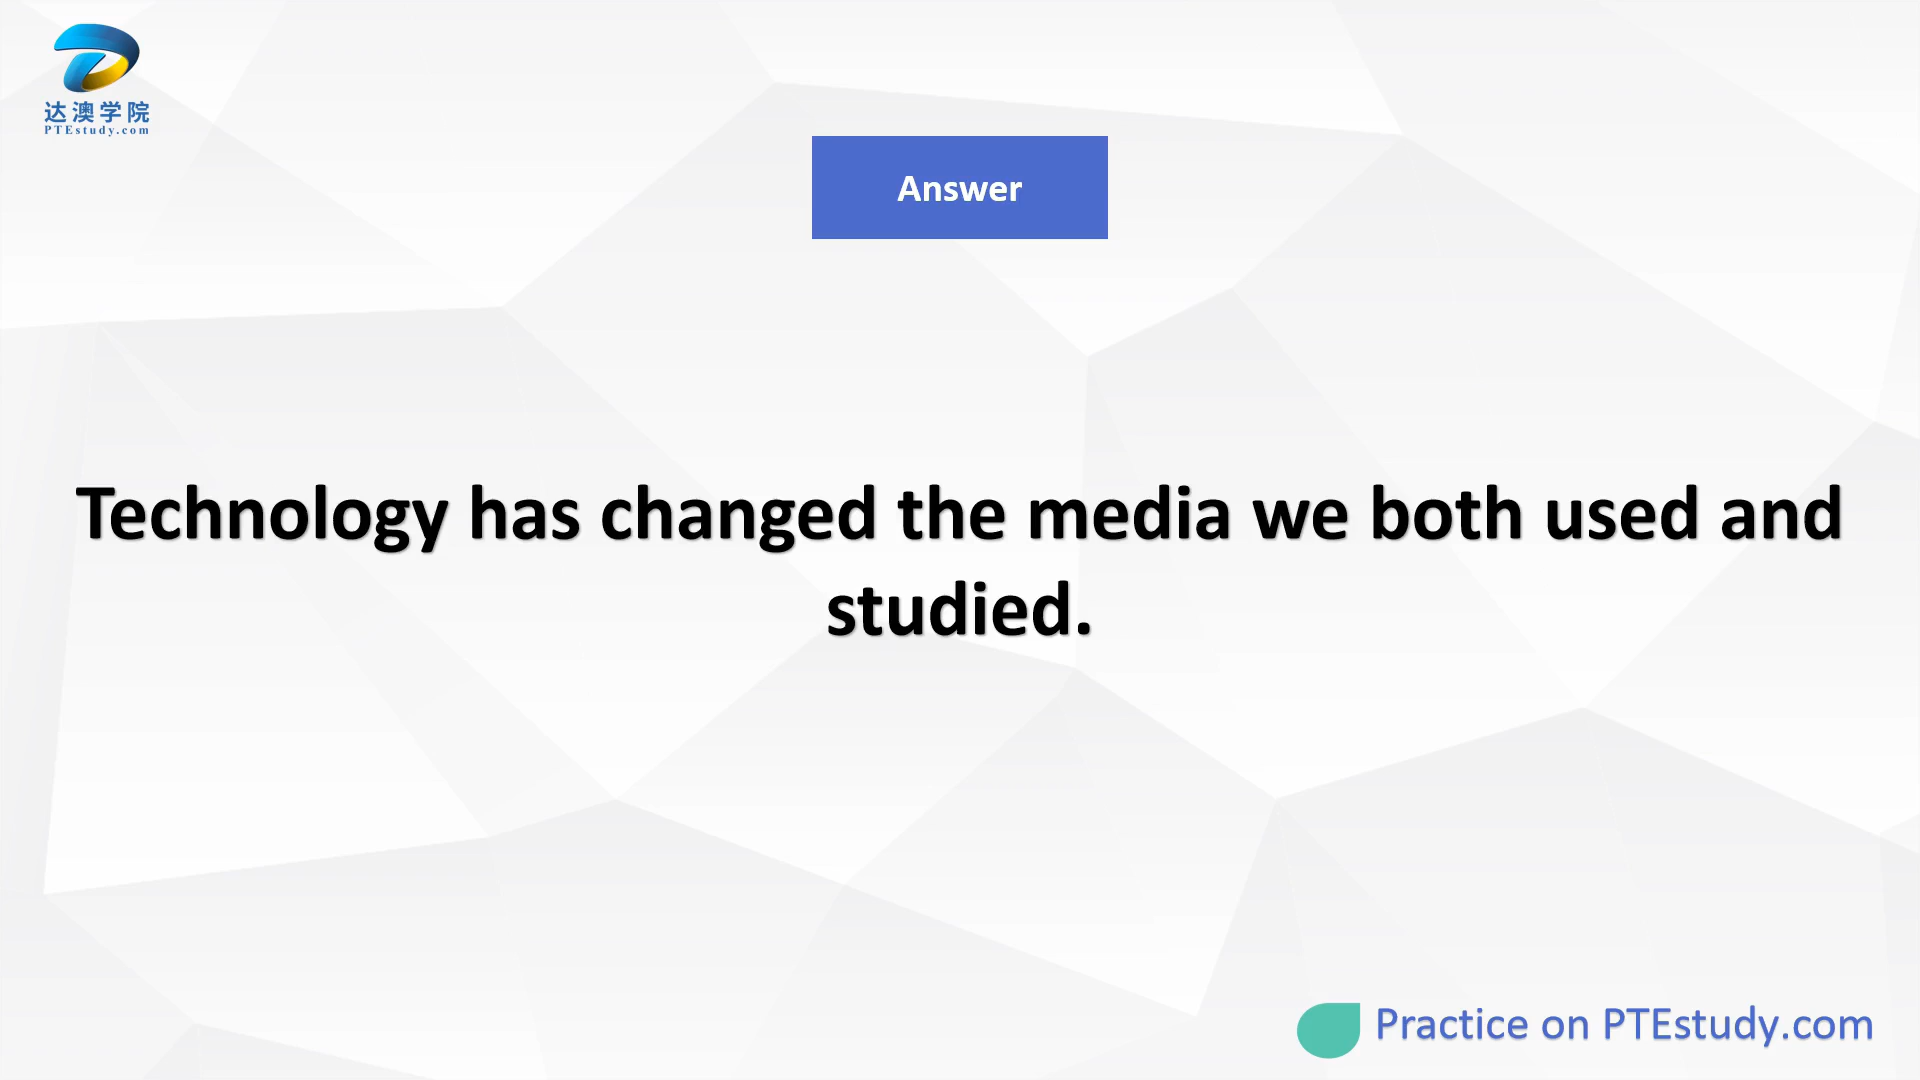 达澳学院
PTEstudy.com
Answer
Technology has changed the media we both used and
studied.
Practice on PTEstudy.com